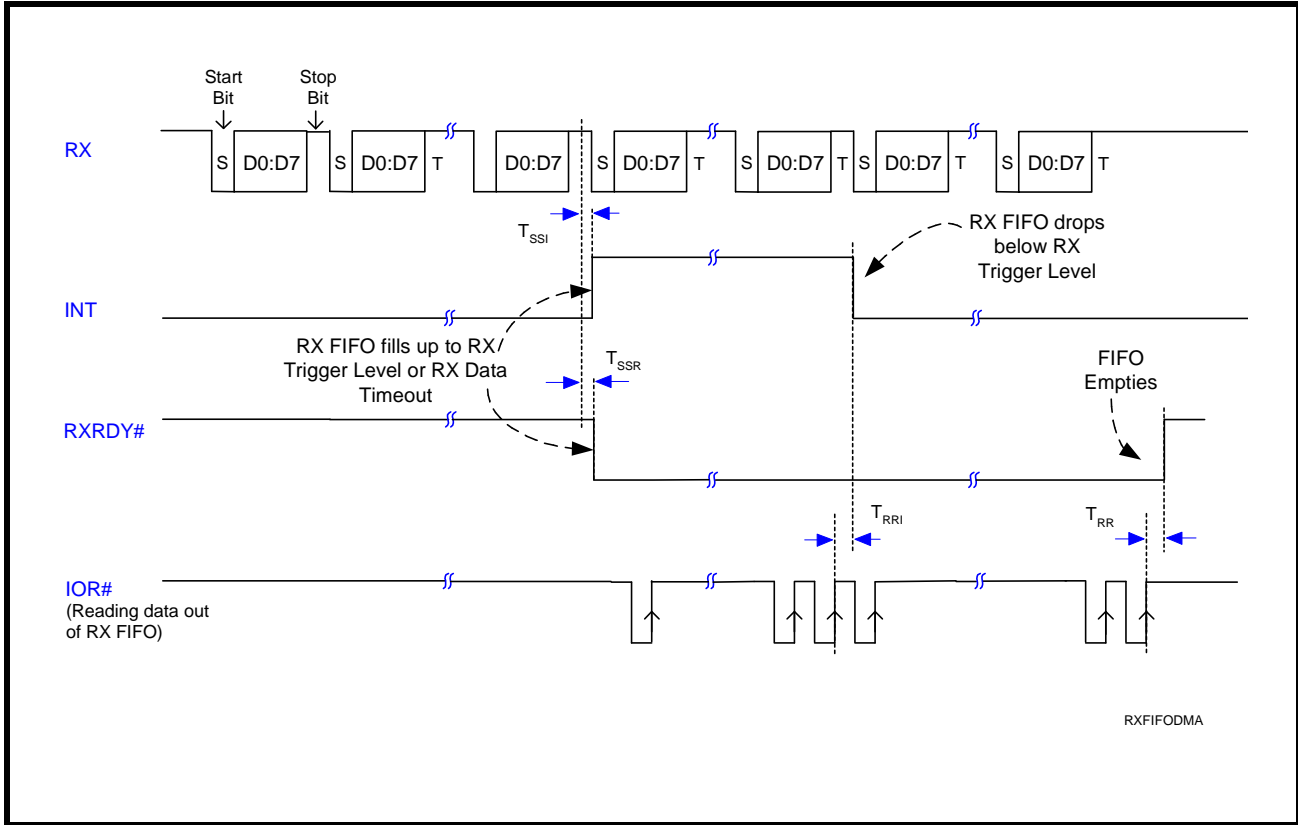 Start
Bit
Stop
Bit
RX
S D0:D7 S D0:D7 T D0:D7 S D0:D7 T S D0:D7 T S D0:D7 T S D0:D7 T
TSSI
RX FIFO drops
below RX
Trigger Level
INT
RX FIFO fills up to RX
Trigger Level or RX Data
Timeout
TSSR
FIFO
Empties
RXRDY#
TRRI
TRR
IOR#
(Reading data out
of RX FIFO)
RXFIFODMA